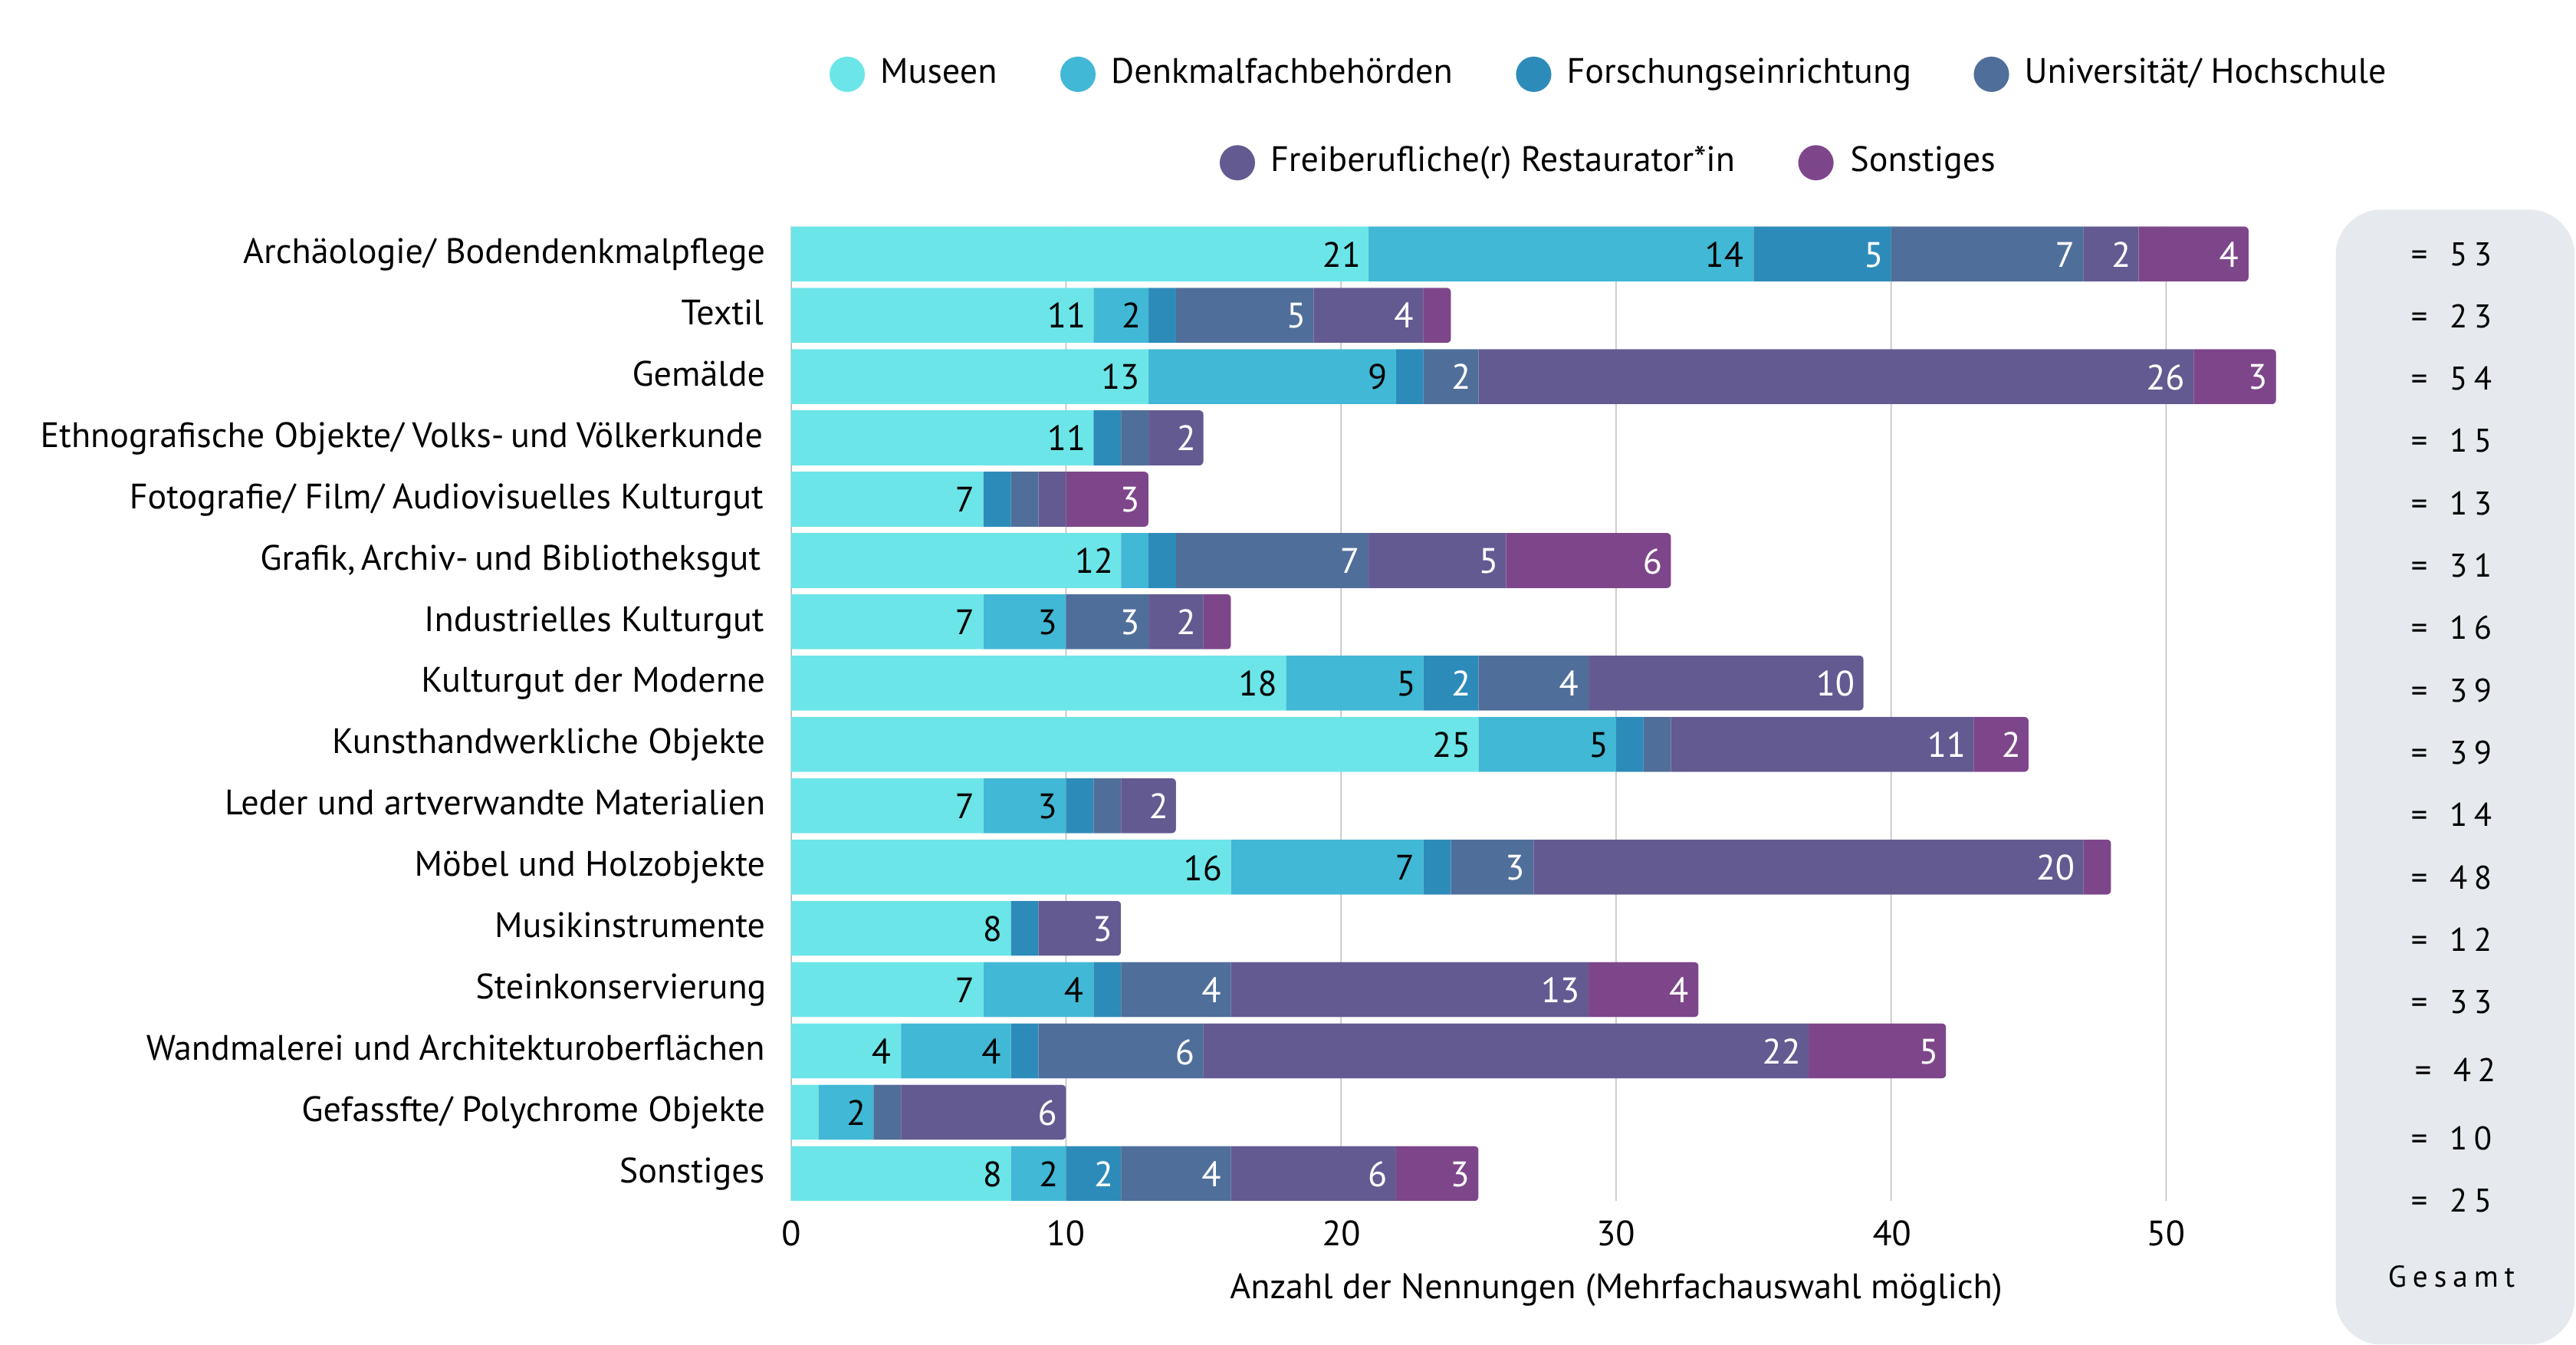 Museen Denkmalfachbehörden Forschungseinrichtung Universität/ Hochschule
Freiberufliche(r) Restaurator*in Sonstiges
Archäologie/ Bodendenkmalpflege 21 14 5 7 2 4 = 53
Textil 11 2 5 4 = 23
Gemälde 13 9 2 26 3 = 54
Ethnografische Objekte/ Volks- und Völkerkunde 11 2 = 15
Fotografie/ Film/ Audiovisuelles Kulturgut 7 3 = 13
Grafik, Archiv- und Bibliotheksgut 12 7 5 6 = 31
Industrielles Kulturgut 7 3 3 2 = 16
Kulturgut der Moderne 18 5 2 4 10 = 39
Kunsthandwerkliche Objekte 25 5 11 2 = 39
Leder und artverwandte Materialien 7 3 2 = 14
Möbel und Holzobjekte 16 7 3 20 = 48
Musikinstrumente 8 3 = 12
Steinkonservierung 7 4 4 13 4 = 33
Wandmalerei und Architekturoberflächen 4 4 6 22 5 = 42
Gefassfte/ Polychrome Objekte 2 6 = 10
Sonstiges 8 2 2 4 6 3 = 25
0 10 20 30 40 50
Anzahl der Nennungen (Mehrfachauswahl möglich) Gesamt